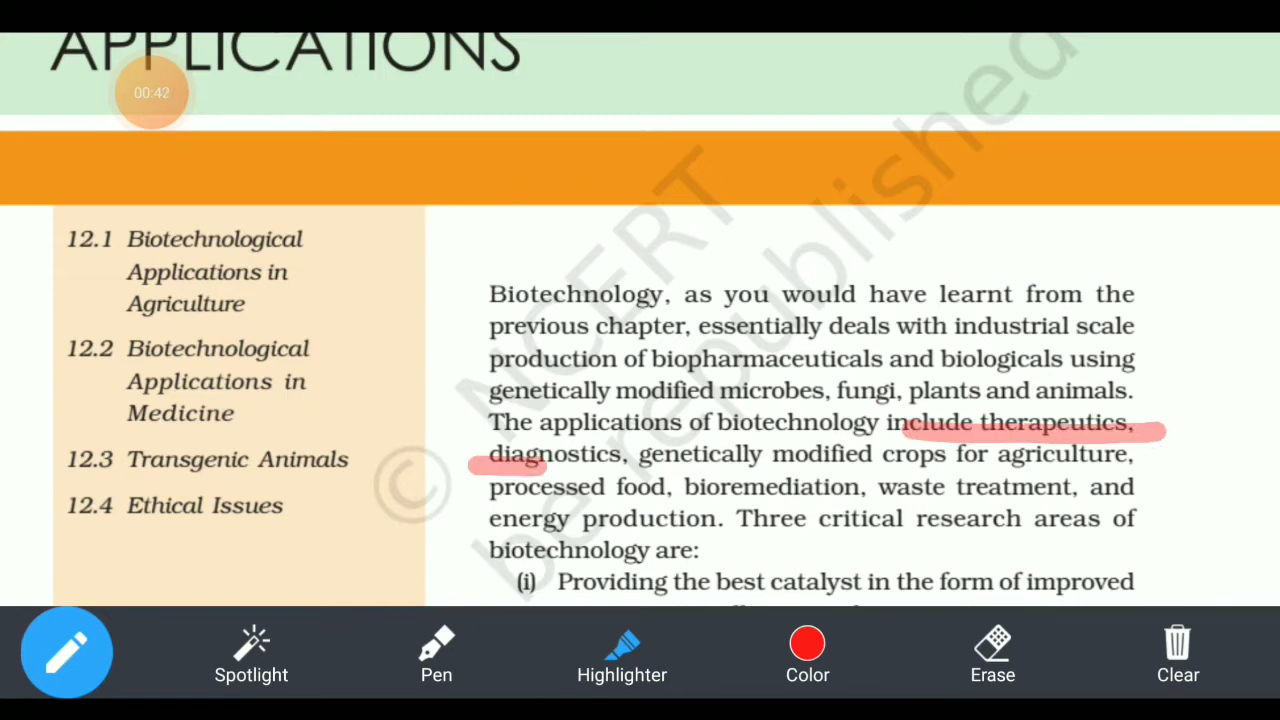 APPLICATIONS
00:42
12.1 Biotechnological
Applications in
Agriculture
12.2 Biotechnological
Applications in
Medicine
12.3 Transgenic Animals
12.4 Ethical Issues
© NCERT
be republished
Biotechnology, as you would have learnt from the
previous chapter, essentially deals with industrial scale
production of biopharmaceuticals and biologicals using
genetically modified microbes, fungi, plants and animals.
The applications of biotechnology include therapeutics,
diagnostics, genetically modified crops for agriculture,
processed food, bioremediation, waste treatment, and
energy production. Three critical research areas of
biotechnology are:
(i) Providing the best catalyst in the form of improved
Spotlight
Pen
Highlighter
Color
Erase
Clear